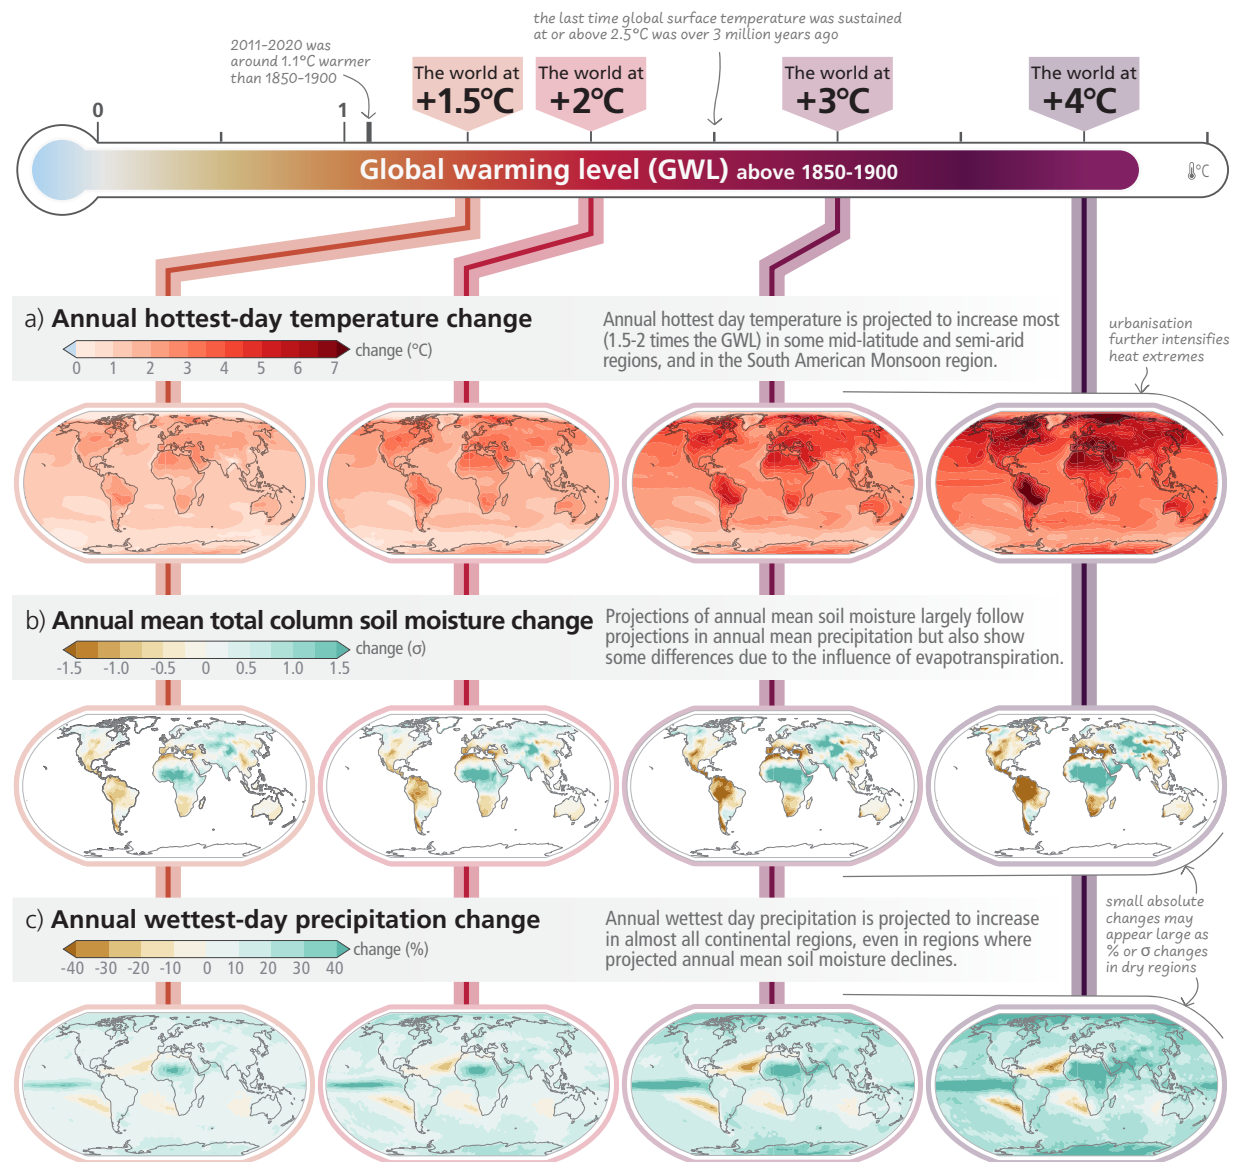 the last time global surface temperature was sustained
at or above 2.5°C was over 3 million years ago
2011-2020 was
around 1.1°C warmer
than 1850-1900
The world at
+1.5°C
The world at
+2°C
The world at
+3°C
The world at
+4°C
0
1
Global warming level (GWL) above 1850-1900
°C
a) Annual hottest-day temperature change
change (°C)
0 1 2 3 4 5 6 7
Annual hottest day temperature is projected to increase most
(1.5-2 times the GWL) in some mid-latitude and semi-arid
regions, and in the South American Monsoon region.
urbanisation
further intensifies
heat extremes
b) Annual mean total column soil moisture change
change (σ)
-1.5 -1.0 -0.5 0 0.5 1.0 1.5
Projections of annual mean soil moisture largely follow
projections in annual mean precipitation but also show
some differences due to the influence of evapotranspiration.
c) Annual wettest-day precipitation change
change (%)
-40 -30 -20 -10 0 10 20 30 40
Annual wettest day precipitation is projected to increase
in almost all continental regions, even in regions where
projected annual mean soil moisture declines.
small absolute
changes may
appear large as
% or σ changes
in dry regions